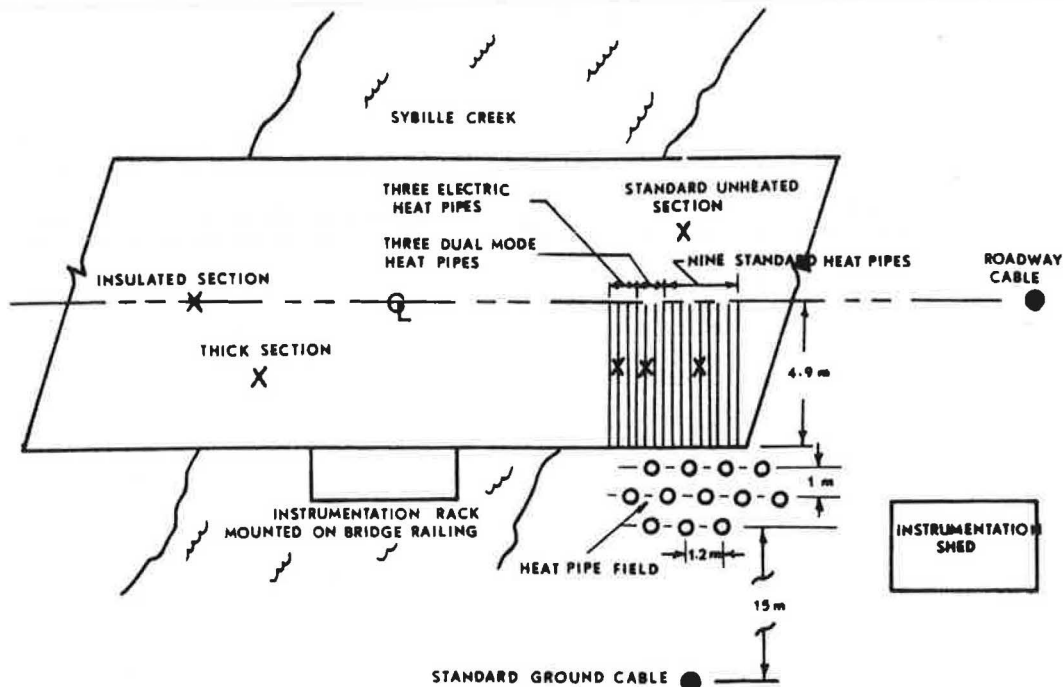 SYBILLE CREEK
THREE ELECTRIC
HEAT PIPES
STANDARD UNHEATED
SECTION
X
THREE DUAL MODE
HEAT PIPES
NINE STANDARD HEAT PIPES
ROADWAY
CABLE
INSULATED SECTION
X
CL
THICK SECTION
X
X X X
4.9 m
1 m
INSTRUMENTATION RACK
MOUNTED ON BRIDGE RAILING
INSTRUMENTATION
SHED
1.2m
HEAT PIPE FIELD
15 m
STANDARD GROUND CABLE